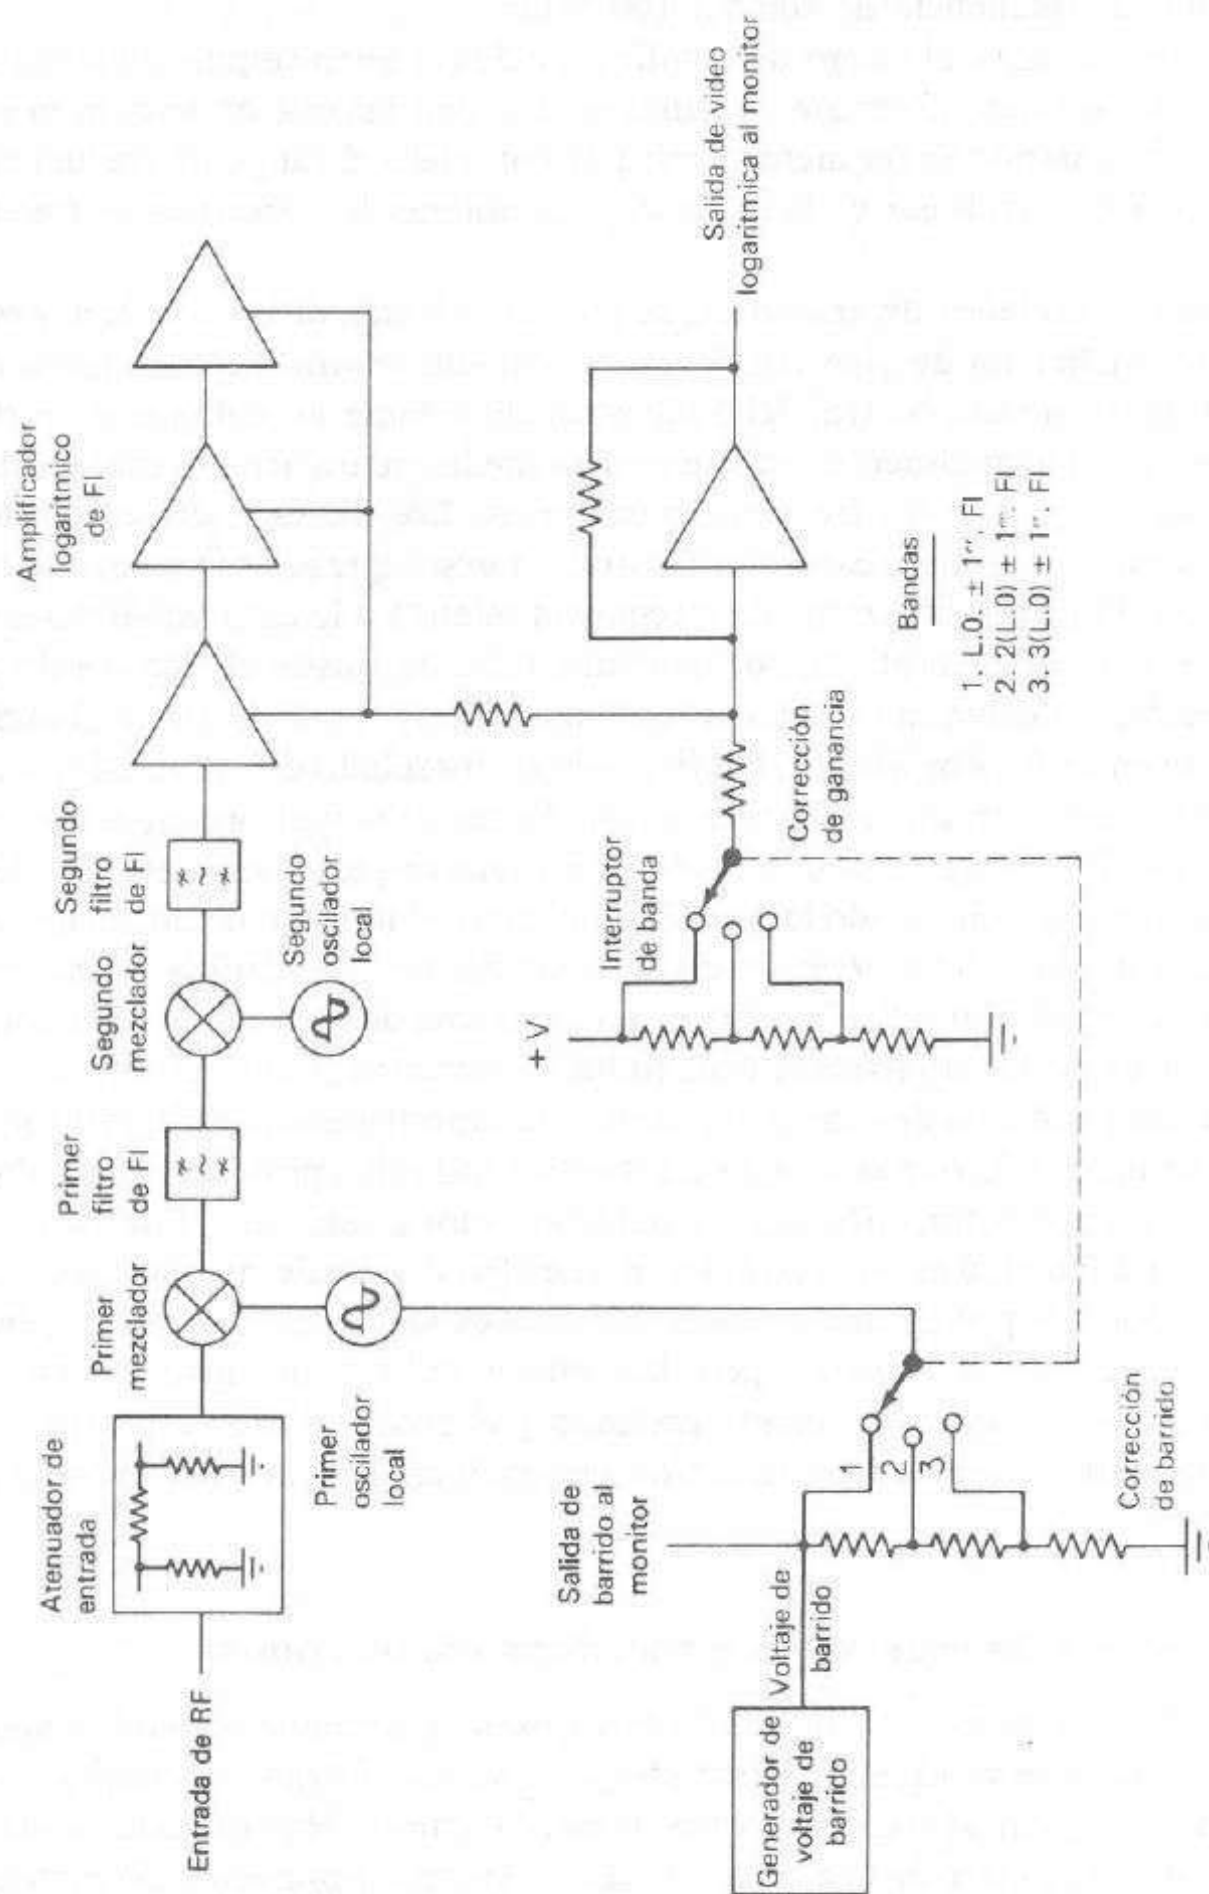 Entrada de RF
Atenuador de
entrada
Primer
mezclador
Primer
oscilador
local
Primer
filtro
de FI
Segundo
mezclador
Segundo
oscilador
local
Segundo
filtro
de FI
Amplificador
logarítmico
de FI
Salida de video
logarítmica al monitor
Interruptor
de banda
+ V
Corrección
de ganancia
Bandas
1. L.O. ± 1ª. FI
2. 2(L.O) ± 1ª. FI
3. 3(L.O) ± 1ª. FI
Salida de
barrido al
monitor
Generador de
voltaje de
barrido
Voltaje de
barrido
1
2
3
Corrección
de barrido